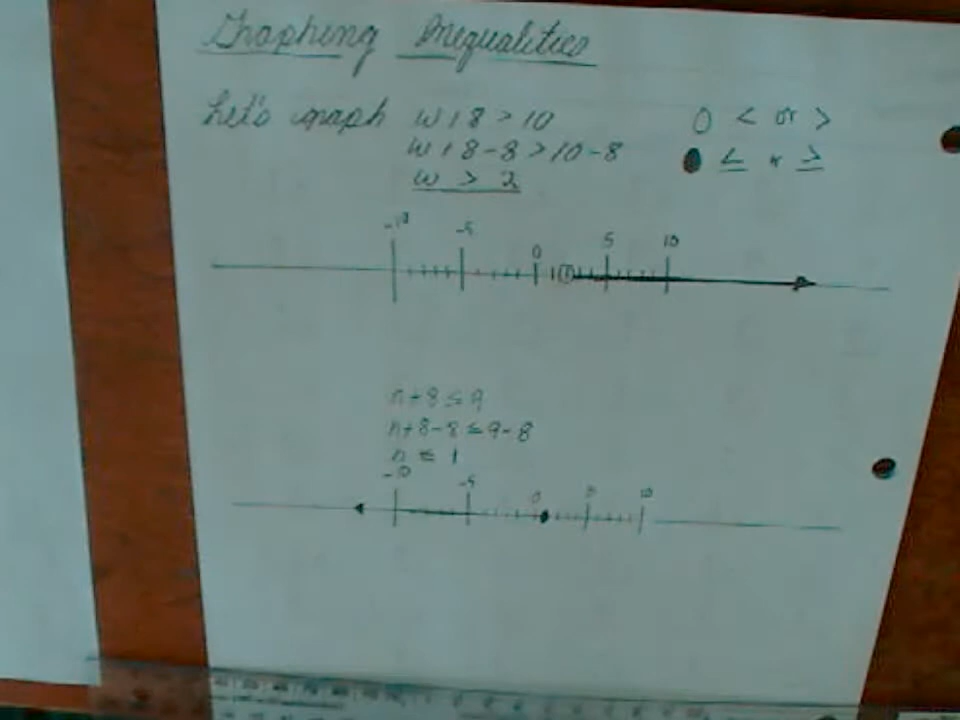 Graphing Inequalities
Let's graph w + 8 > 10 O < or >
w + 8 - 8 > 10 - 8 ● ≤ or ≥
w > 2
-10 -5 0 5 10
n + 8 ≤ 9
n + 8 - 8 ≤ 9 - 8
n ≤ 1
-10 -5 0 5 10